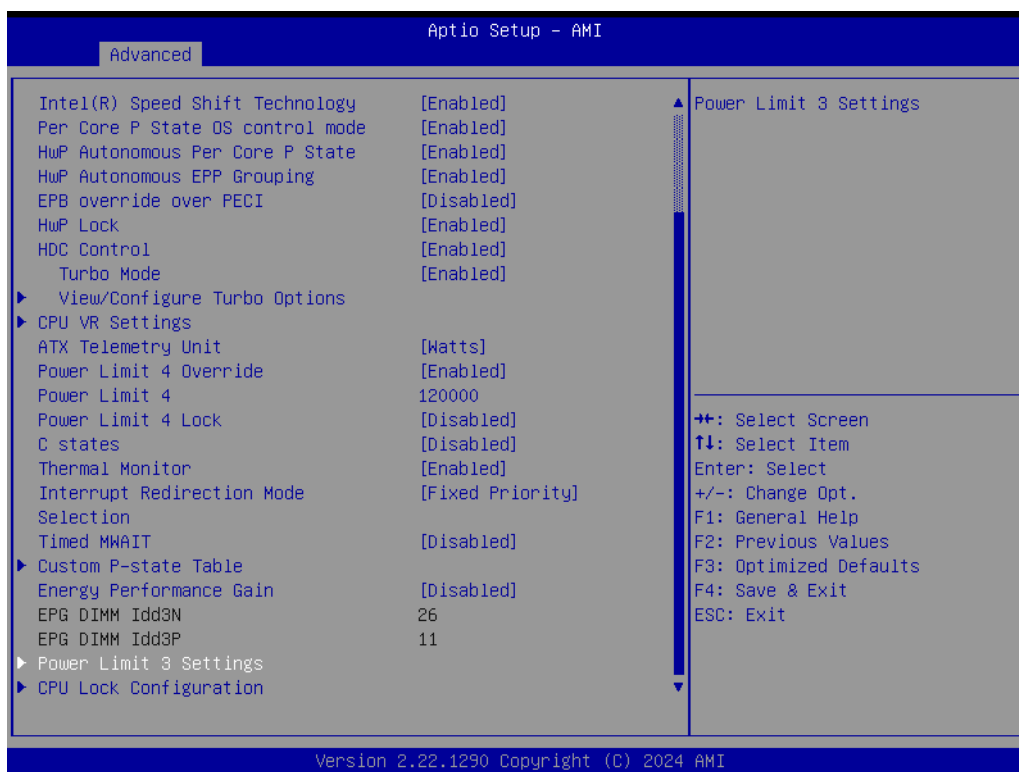 Aptio Setup – AMI
Advanced
Intel(R) Speed Shift Technology [Enabled]
Per Core P State OS control mode [Enabled]
HwP Autonomous Per Core P State [Enabled]
HwP Autonomous EPP Grouping [Enabled]
EPB override over PECI [Disabled]
HwP Lock [Enabled]
HDC Control [Enabled]
Turbo Mode [Enabled]
View/Configure Turbo Options
CPU VR Settings
ATX Telemetry Unit [Watts]
Power Limit 4 Override [Enabled]
Power Limit 4 120000
Power Limit 4 Lock [Disabled]
C states [Disabled]
Thermal Monitor [Enabled]
Interrupt Redirection Mode [Fixed Priority]
Selection
Timed MWAIT [Disabled]
Custom P-state Table
Energy Performance Gain [Disabled]
EPG DIMM Idd3N 26
EPG DIMM Idd3P 11
Power Limit 3 Settings
CPU Lock Configuration
Power Limit 3 Settings
→←: Select Screen
↑↓: Select Item
Enter: Select
+/-: Change Opt.
F1: General Help
F2: Previous Values
F3: Optimized Defaults
F4: Save & Exit
ESC: Exit
Version 2.22.1290 Copyright (C) 2024 AMI